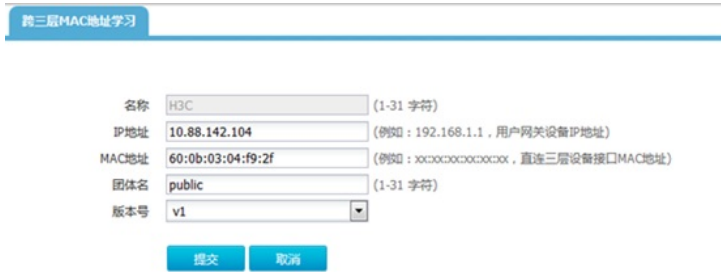 跨三层MAC地址学习
名称 H3C (1-31 字符)
IP地址 10.88.142.104 (例如：192.168.1.1，用户网关设备IP地址)
MAC地址 60:0b:03:04:f9:2f (例如：xx:xx:xx:xx:xx:xx，直连三层设备接口MAC地址)
团体名 public (1-31 字符)
版本号 v1
提交 取消